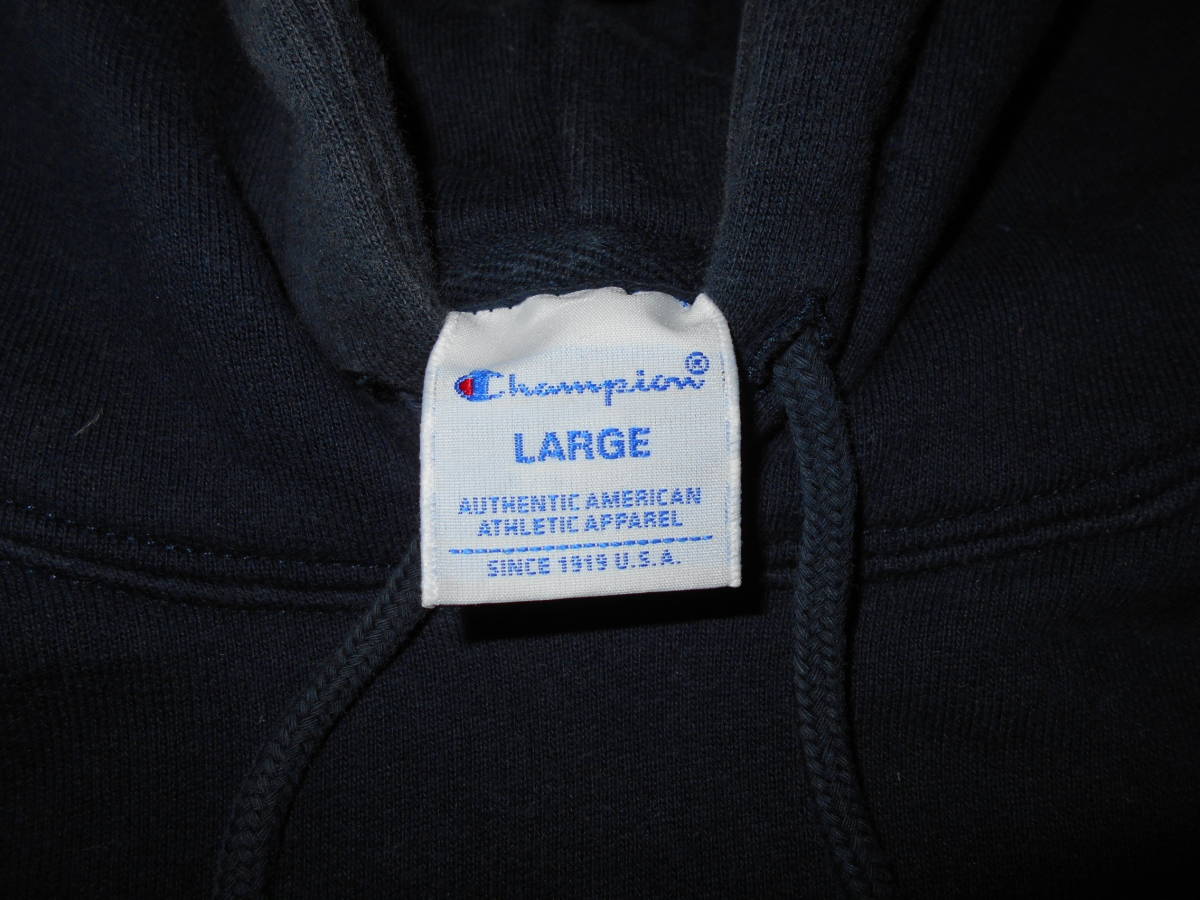 Champion®
LARGE
AUTHENTIC AMERICAN
ATHLETIC APPAREL
SINCE 1919 U.S.A.